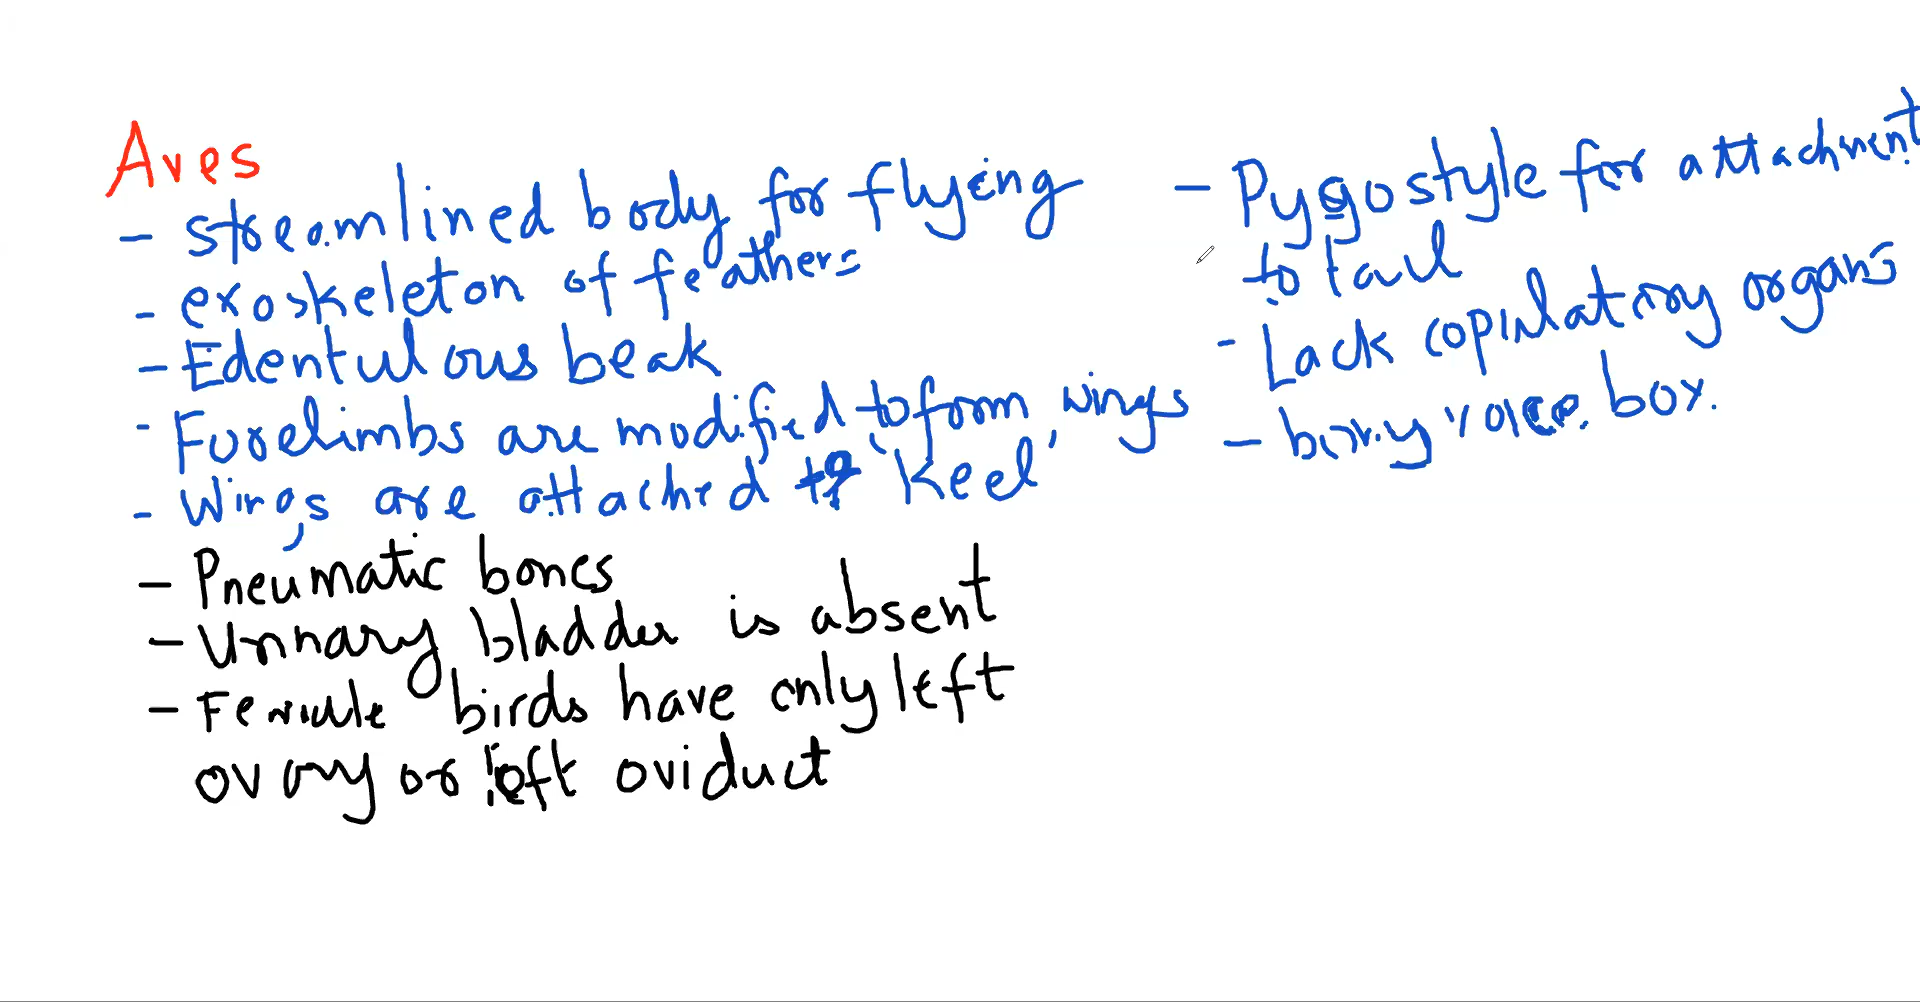 Aves
- streamlined body for flying
- exoskeleton of feathers
- Edentulous beak
- Forelimbs are modified to form wings
- Wings are attached to 'Keel'
- Pneumatic bones
- Urinary bladder is absent
- Female birds have only left
ovary or left oviduct
- Pygostyle for attachment
to tail
- Lack copulatory organs
- bony voice box.